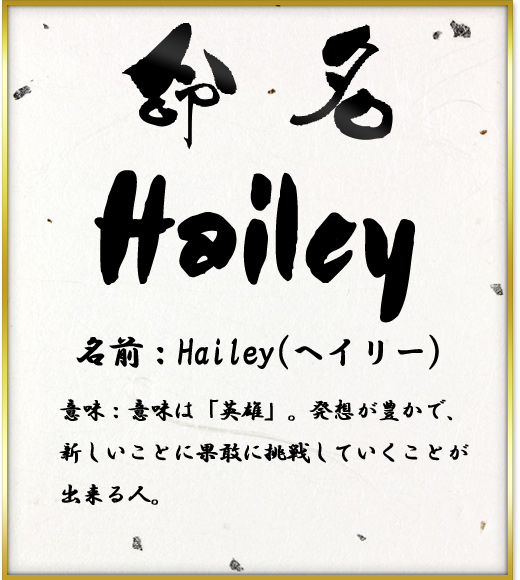 命名
Hailey
名前：Hailey(ヘイリー)
意味：意味は「英雄」。発想が豊かで、
新しいことに果敢に挑戦していくことが
出来る人。